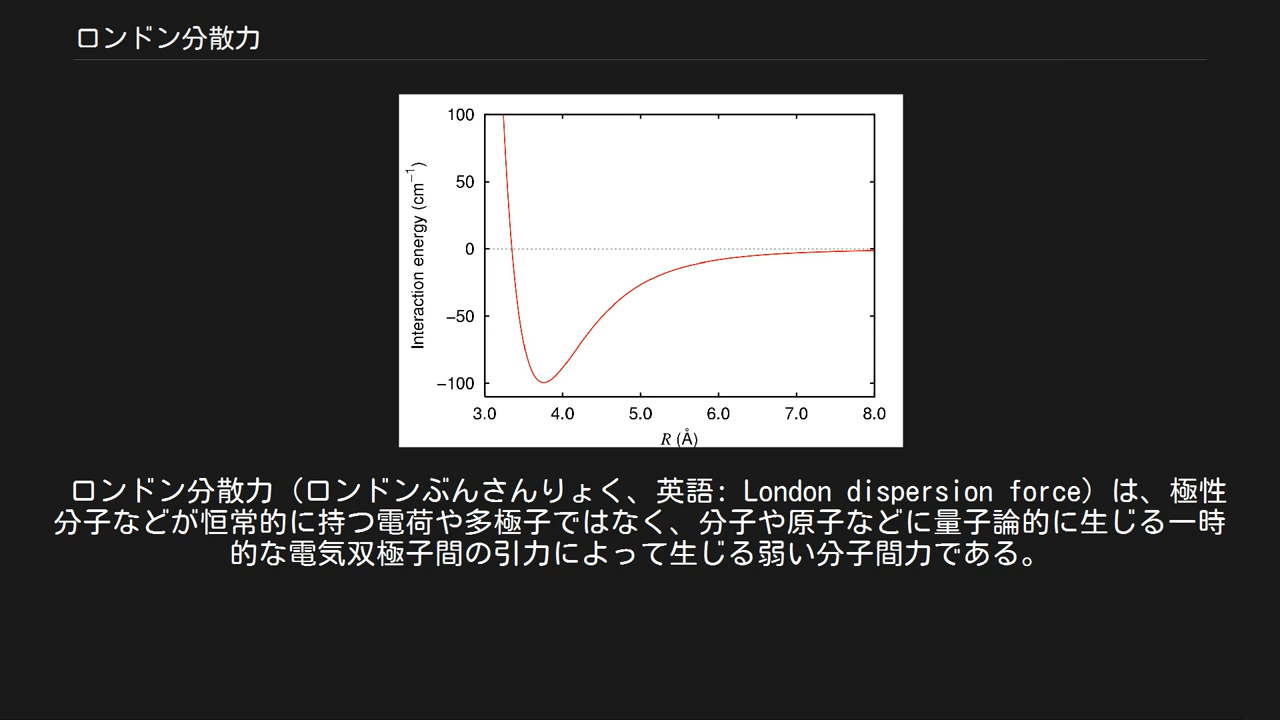 ロンドン分散力
100
50
0
−50
−100
Interaction energy (cm⁻¹)
3.0 4.0 5.0 6.0 7.0 8.0
R (Å)
ロンドン分散力（ロンドンぶんさんりょく、英語: London dispersion force）は、極性
分子などが恒常的に持つ電荷や多極子ではなく、分子や原子などに量子論的に生じる一時
的な電気双極子間の引力によって生じる弱い分子間力である。